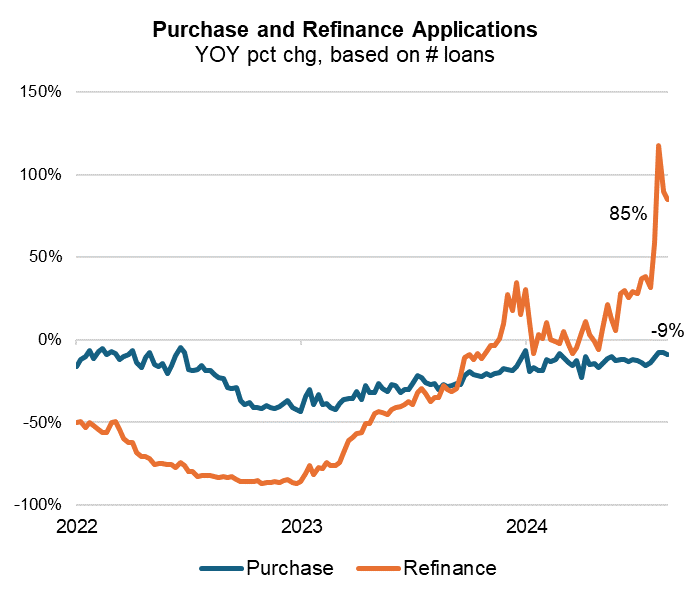 Purchase and Refinance Applications
YOY pct chg, based on # loans
150%
100%
85%
50%
-9%
0%
-50%
-100%
2022 2023 2024
Purchase Refinance